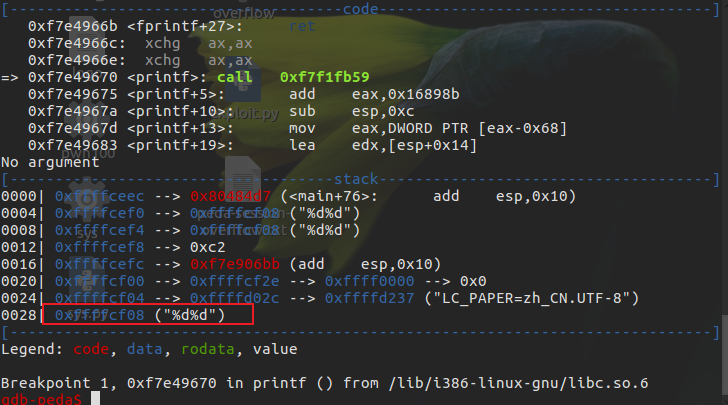 [-------------------------------------code-------------------------------------]
   0xf7e4966b <fprintf+27>:	ret
   0xf7e4966c:	xchg   ax,ax
   0xf7e4966e:	xchg   ax,ax
=> 0xf7e49670 <printf>:	call   0xf7f1fb59
   0xf7e49675 <printf+5>:	add    eax,0x16898b
   0xf7e4967a <printf+10>:	sub    esp,0xc
   0xf7e4967d <printf+13>:	mov    eax,DWORD PTR [eax-0x68]
   0xf7e49683 <printf+19>:	lea    edx,[esp+0x14]
No argument
[------------------------------------stack-------------------------------------]
0000| 0xffffceec --> 0x80484d7 (<main+76>:	add    esp,0x10)
0004| 0xffffcef0 --> 0xffffcf08 ("%d%d")
0008| 0xffffcef4 --> 0xffffcf08 ("%d%d")
0012| 0xffffcef8 --> 0xc2
0016| 0xffffcefc --> 0xf7e906bb (add    esp,0x10)
0020| 0xffffcf00 --> 0xffffcf2e --> 0xffff0000 --> 0x0
0024| 0xffffcf04 --> 0xffffd02c --> 0xffffd237 ("LC_PAPER=zh_CN.UTF-8")
0028| 0xffffcf08 ("%d%d")
[------------------------------------------------------------------------------]
Legend: code, data, rodata, value

Breakpoint 1, 0xf7e49670 in printf () from /lib/i386-linux-gnu/libc.so.6
gdb-peda$
overflow
exploit.py
pwn100
sys